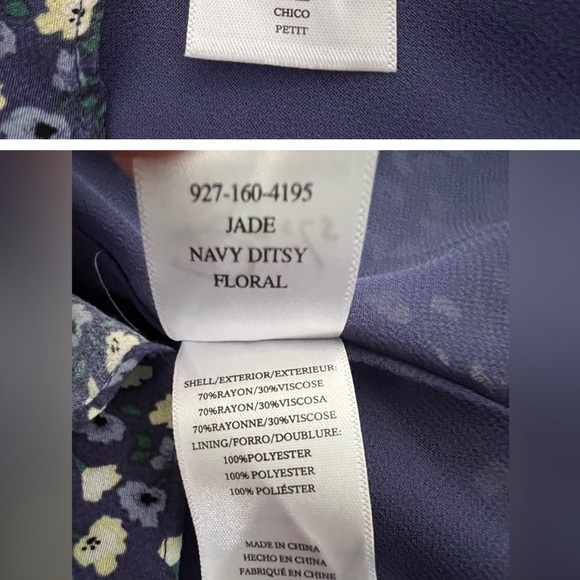 CHICO
PETIT
927-160-4195
JADE
NAVY DITSY
FLORAL
SHELL/EXTERIOR/EXTERIEUR:
70%RAYON/30%VISCOSE
70%RAYON/30%VISCOSA
70%RAYONNE/30%VISCOSE
LINING/FORRO/DOUBLURE:
100%POLYESTER
100% POLYESTER
100% POLIÉSTER
MADE IN CHINA
HECHO EN CHINA
FABRIQUÉ EN CHINE